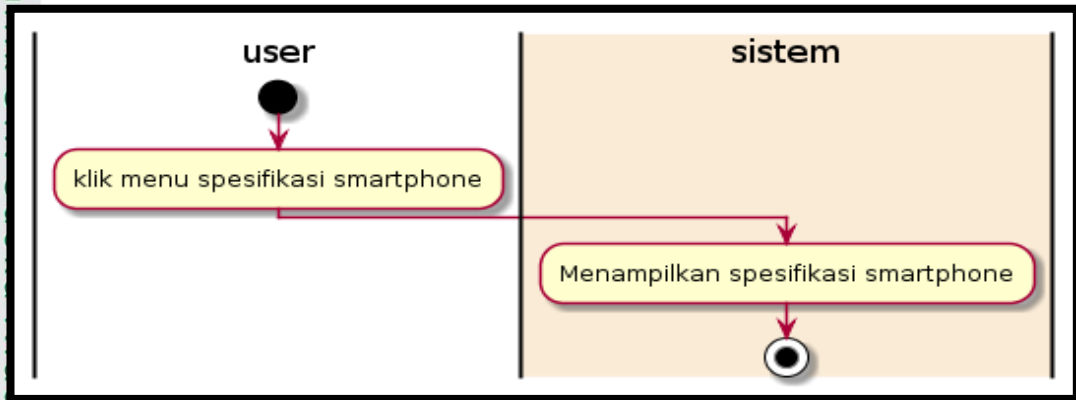 user
sistem
klik menu spesifikasi smartphone
Menampilkan spesifikasi smartphone